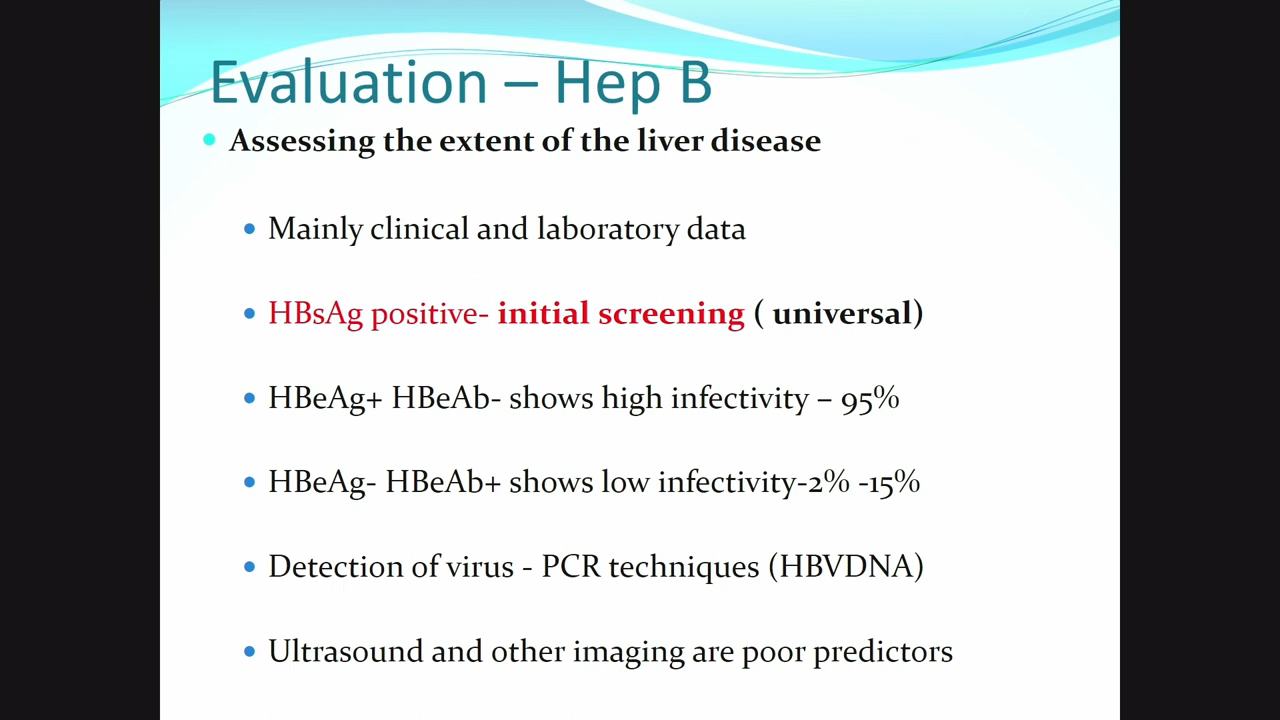 Evaluation – Hep B
Assessing the extent of the liver disease
Mainly clinical and laboratory data
HBsAg positive- initial screening ( universal)
HBeAg+ HBeAb- shows high infectivity – 95%
HBeAg- HBeAb+ shows low infectivity-2% -15%
Detection of virus - PCR techniques (HBVDNA)
Ultrasound and other imaging are poor predictors